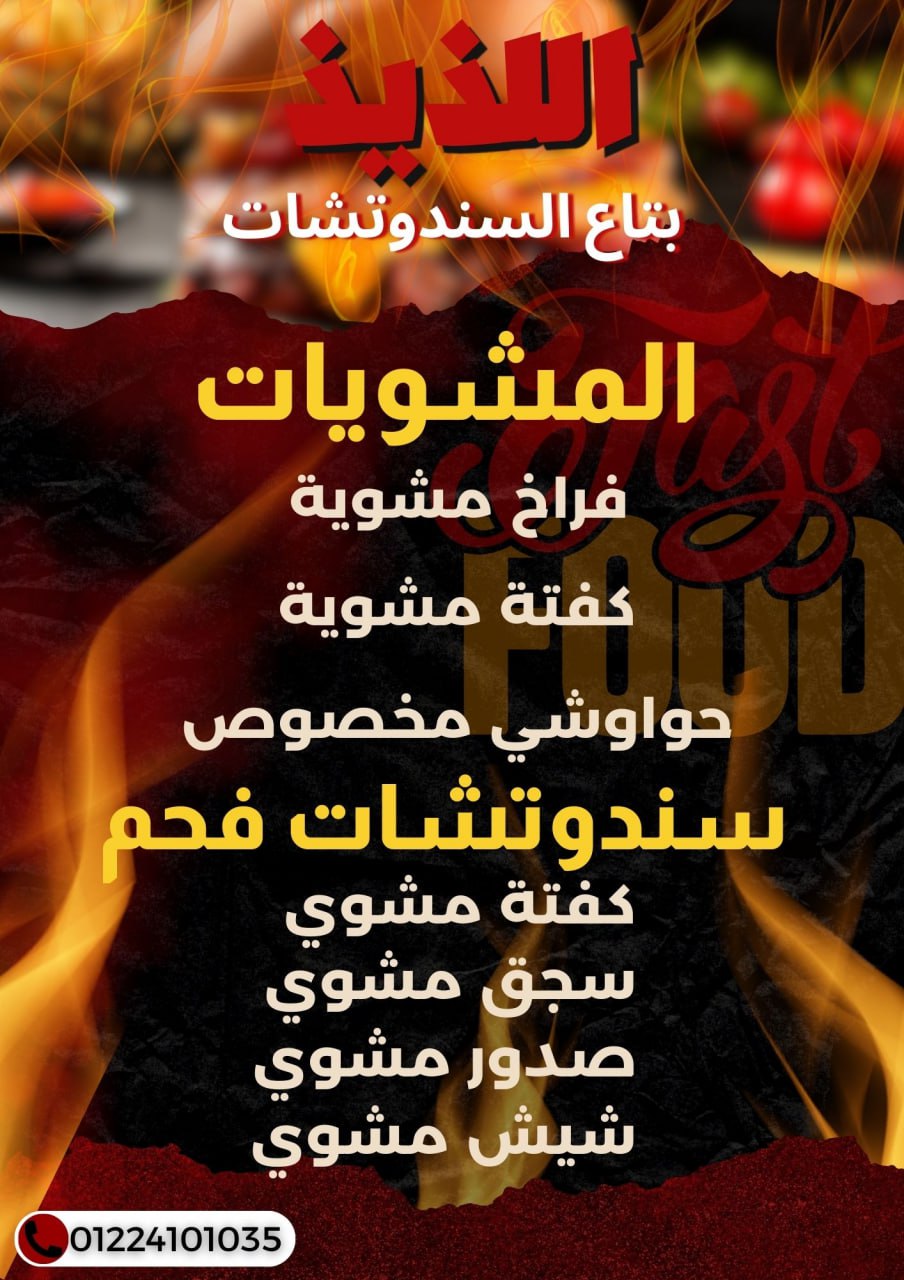 اللذيذ
بتاع السندوتشات
Fast
FOOD
المشويات
فراخ مشوية
كفتة مشوية
حواوشي مخصوص
سندوتشات فحم
كفتة مشوي
سجق مشوي
صدور مشوي
شيش مشوي
01224101035